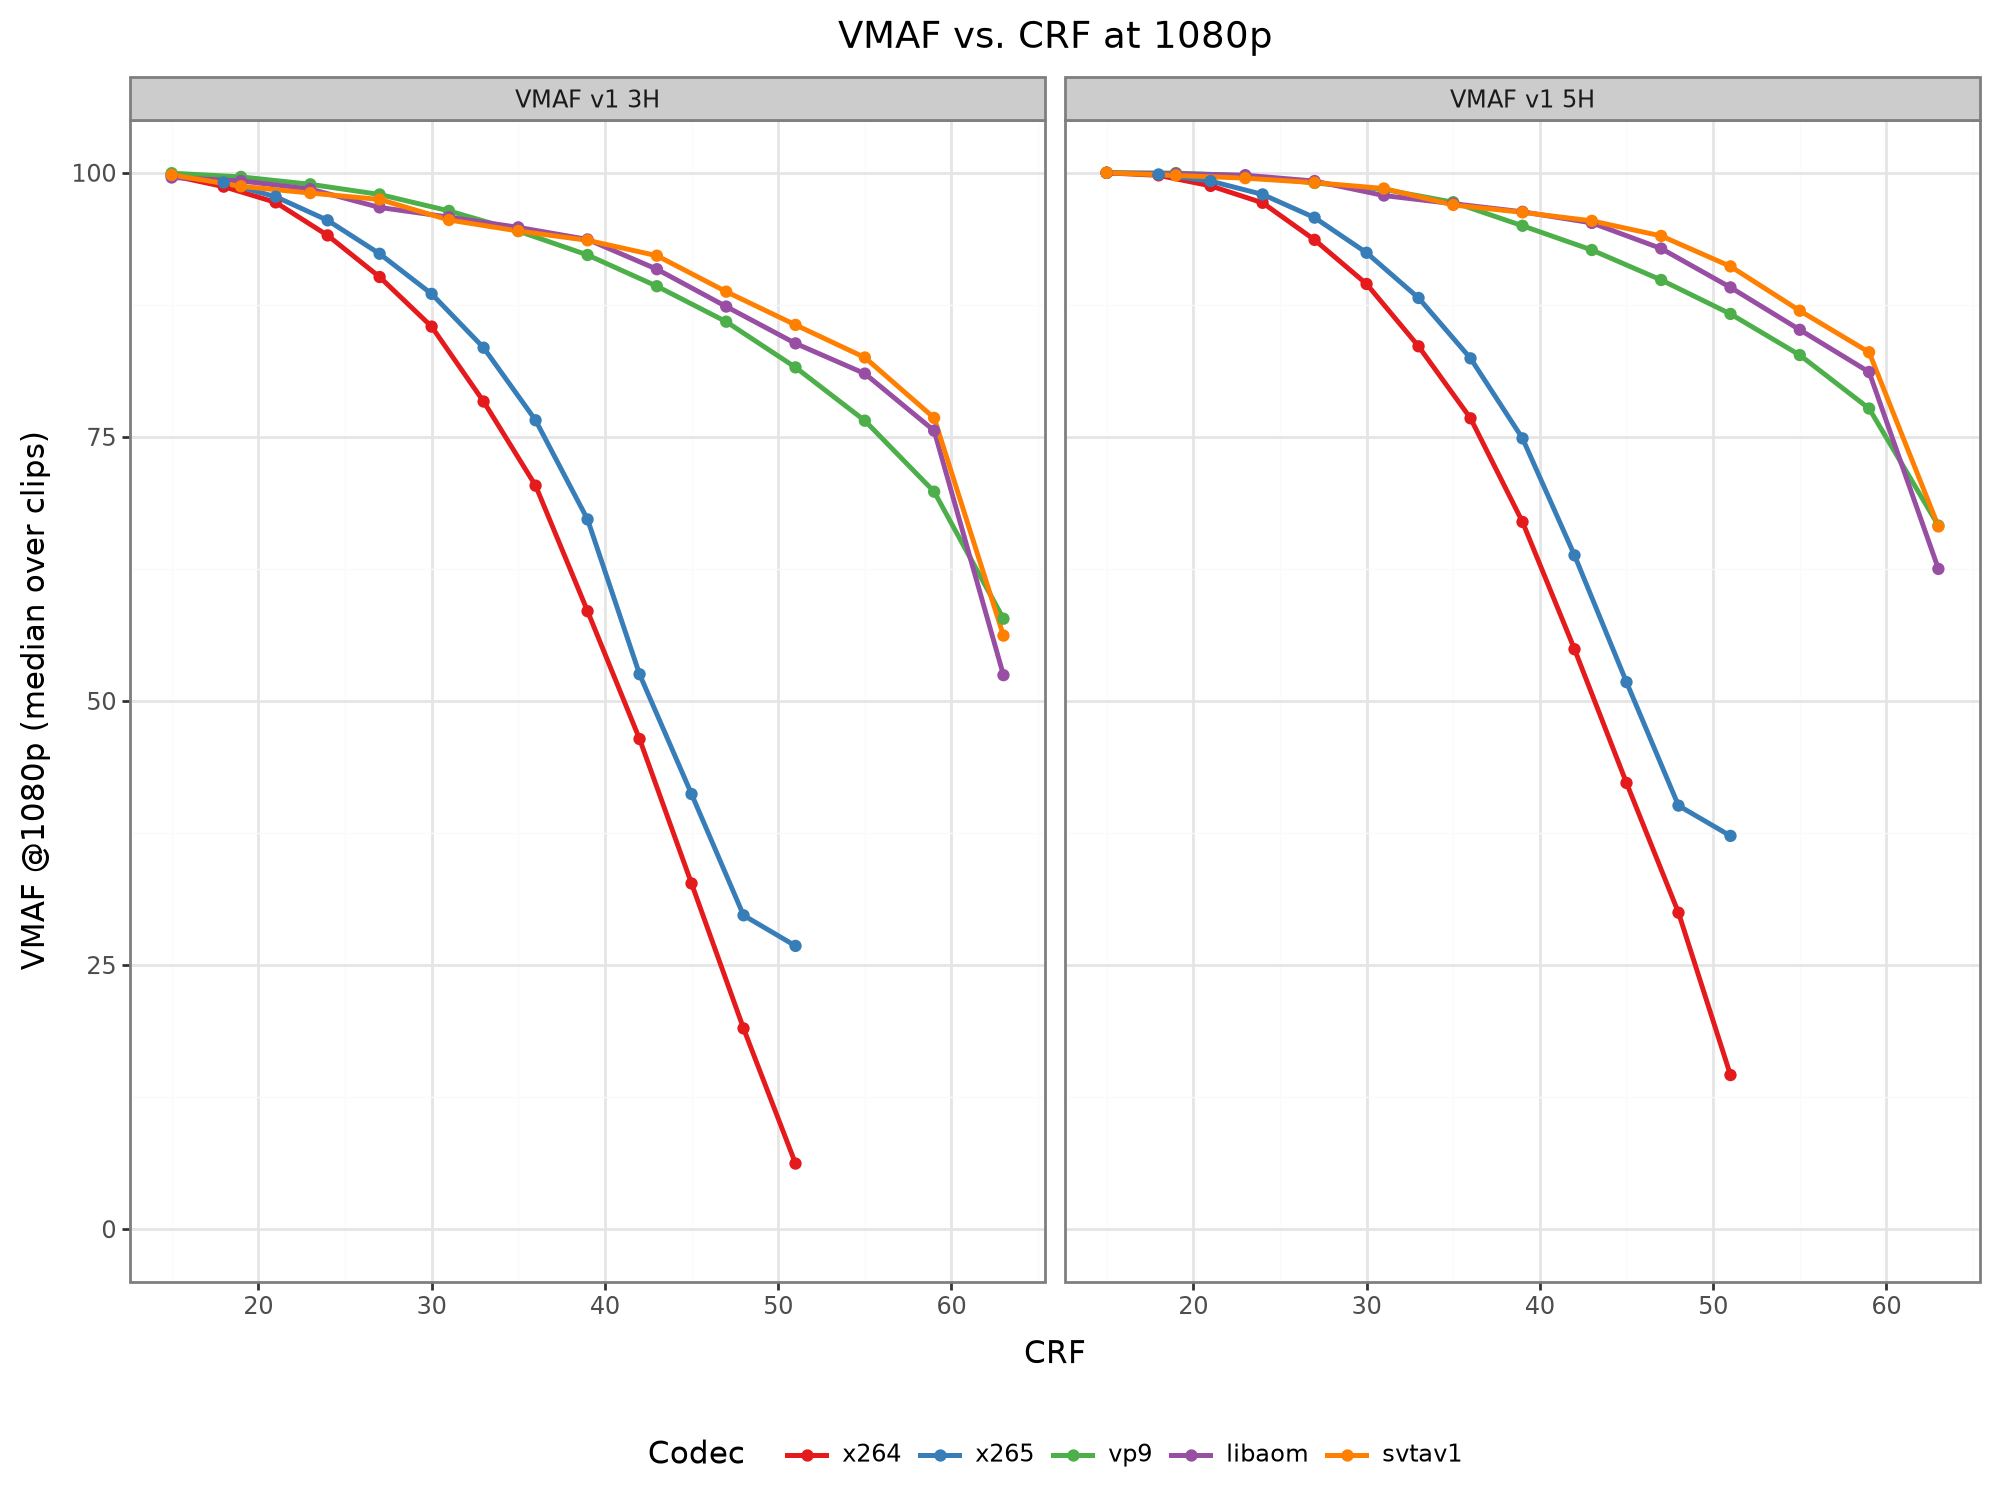 VMAF vs. CRF at 1080p
VMAF v1 3H
VMAF v1 5H
VMAF @1080p (median over clips)
100
75
50
25
0
20 30 40 50 60
20 30 40 50 60
CRF
Codec x264 x265 vp9 libaom svtav1